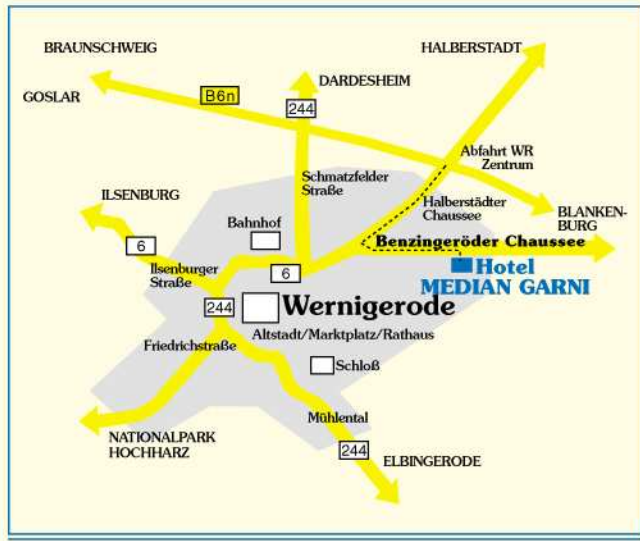 BRAUNSCHWEIG
HALBERSTADT
GOSLAR
B6n
DARDESHEIM
244
Abfahrt WR
Zentrum
Schmatzfelder
Straße
ILSENBURG
Halberstädter
Chaussee
BLANKEN-
BURG
Bahnhof
Benzingeröder Chaussee
6
6
Ilsenburger
Straße
Hotel
MEDIAN GARNI
244
Wernigerode
Altstadt/Marktplatz/Rathaus
Friedrichstraße
Schloß
Mühlental
NATIONALPARK
HOCHHARZ
244
ELBINGERODE